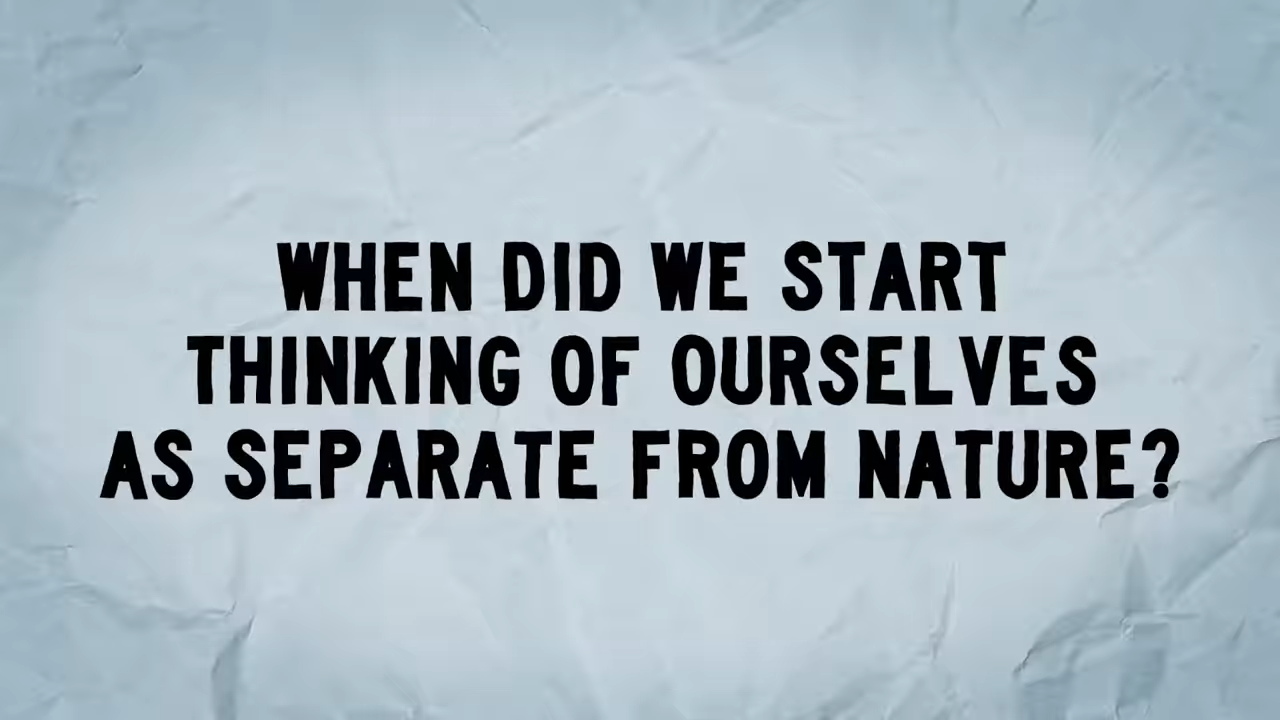 WHEN DID WE START
THINKING OF OURSELVES
AS SEPARATE FROM NATURE?